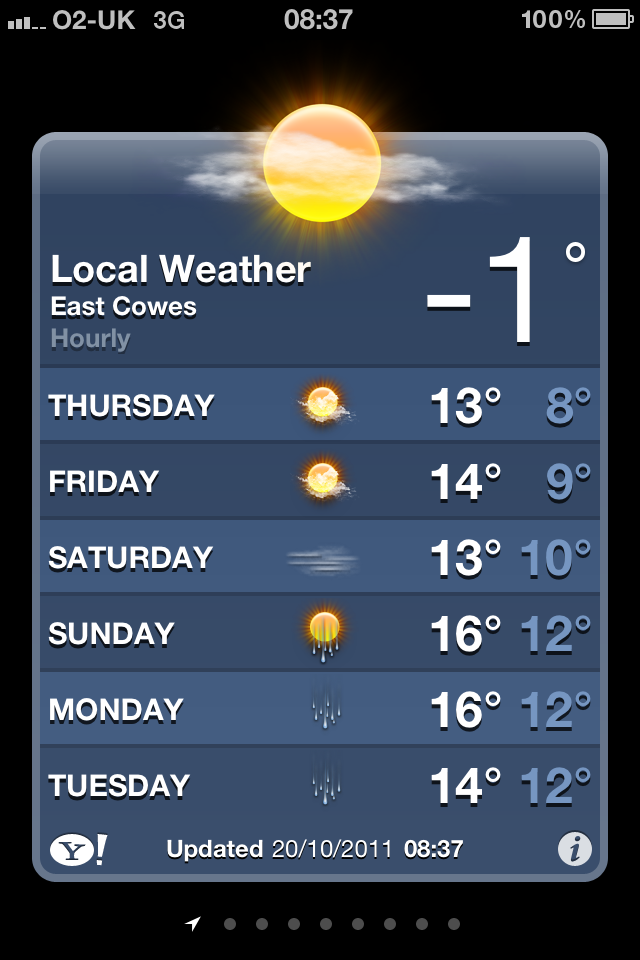 O2-UK 3G 08:37 100%
Local Weather
East Cowes
Hourly
-1°
THURSDAY 13° 8°
FRIDAY 14° 9°
SATURDAY 13° 10°
SUNDAY 16° 12°
MONDAY 16° 12°
TUESDAY 14° 12°
Y! Updated 20/10/2011 08:37 i